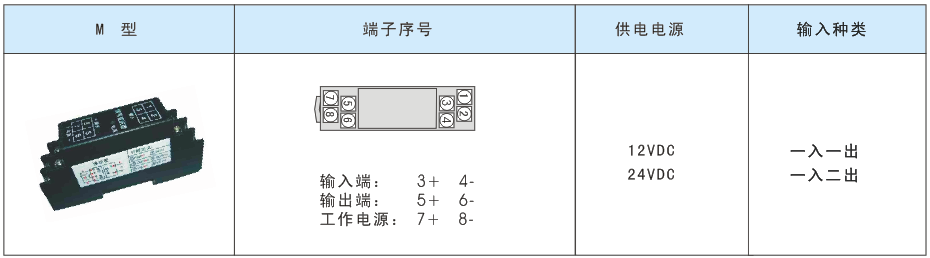 M 型
端子序号
供电电源
输入种类
7 5 3 1
8 6 4 2
输入端： 3+ 4-
输出端： 5+ 6-
工作电源： 7+ 8-
12VDC
24VDC
一入一出
一入二出